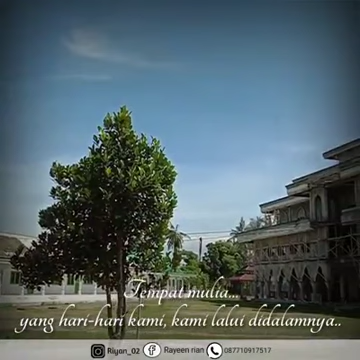 Tempat mulia...
yang hari-hari kami, kami lalui didalamnya..
Riyan_02 Rayeen rian 087710917517